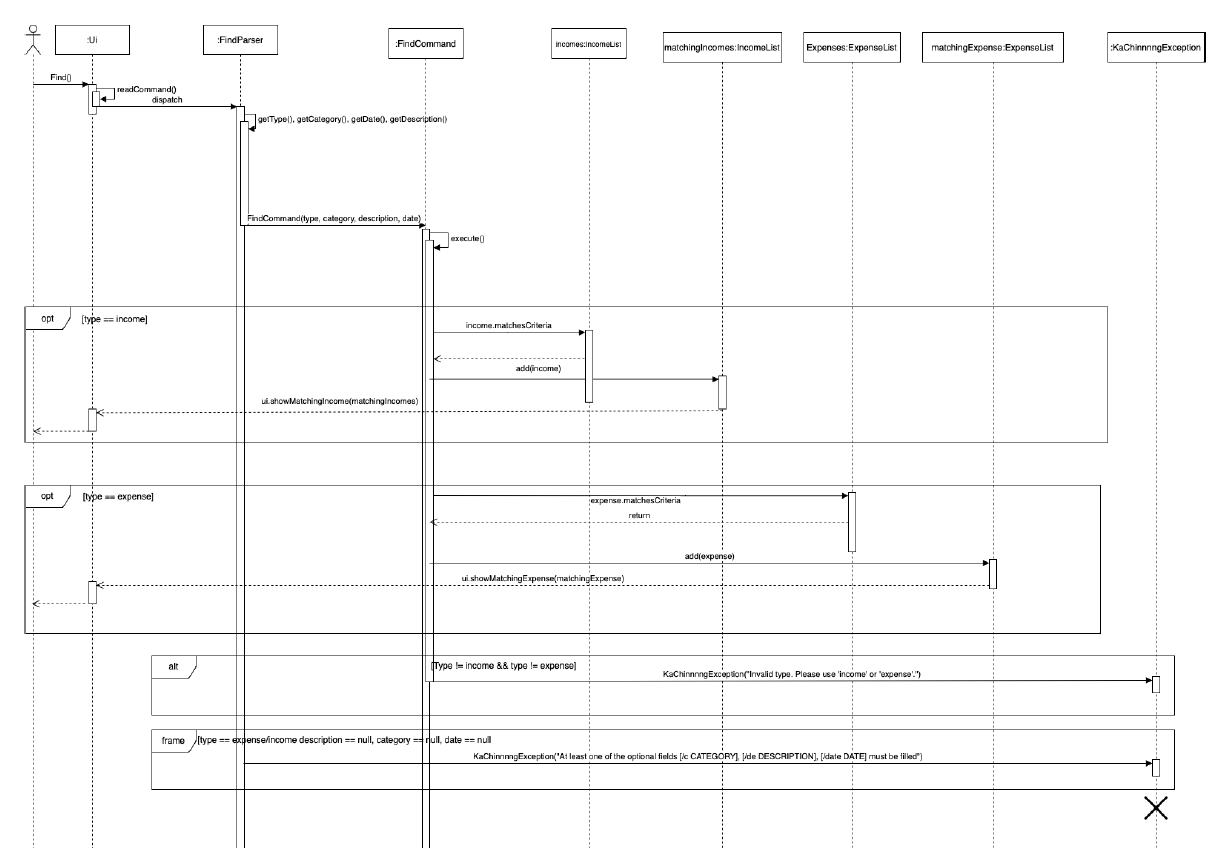 :Ui
:FindParser
:FindCommand
incomes:IncomeList
matchingIncomes:IncomeList
Expenses:ExpenseList
matchingExpense:ExpenseList
:KaChinnnngException
Find()
readCommand()
dispatch
getType(), getCategory(), getDate(), getDescription()
FindCommand(type, category, description, date)
execute()
opt
[type == income]
income.matchesCriteria
add(income)
ui.showMatchingIncome(matchingIncomes)
opt
[type == expense]
expense.matchesCriteria
return
add(expense)
ui.showMatchingExpense(matchingExpense)
alt
[Type != income && type != expense]
KaChinnnngException("Invalid type. Please use 'income' or 'expense'.")
frame
[type == expense/income description == null, category == null, date == null
KaChinnnngException("At least one of the optional fields [/c CATEGORY], [/de DESCRIPTION], [/date DATE] must be filled")